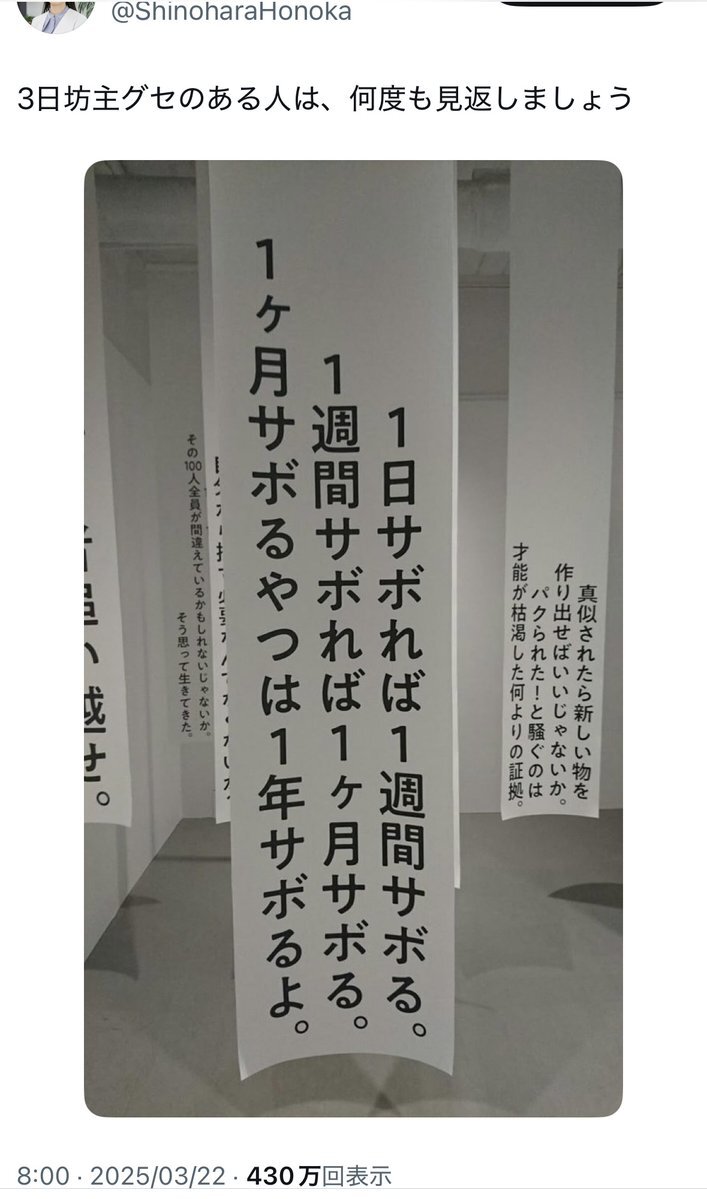 @ShinoharaHonoka
3日坊主グセのある人は、何度も見返しましょう
1日サボれば1週間サボる。
1週間サボれば1ヶ月サボる。
1ヶ月サボるやつは1年サボるよ。
真似されたら新しい物を
作り出せばいいじゃないか。
パクられた！と騒ぐのは
才能が枯渇した何よりの証拠。
その100人全員が間違えているかもしれないじゃないか。
そう思って生きてきた。
越せ。
8:00 · 2025/03/22 · 430万回表示